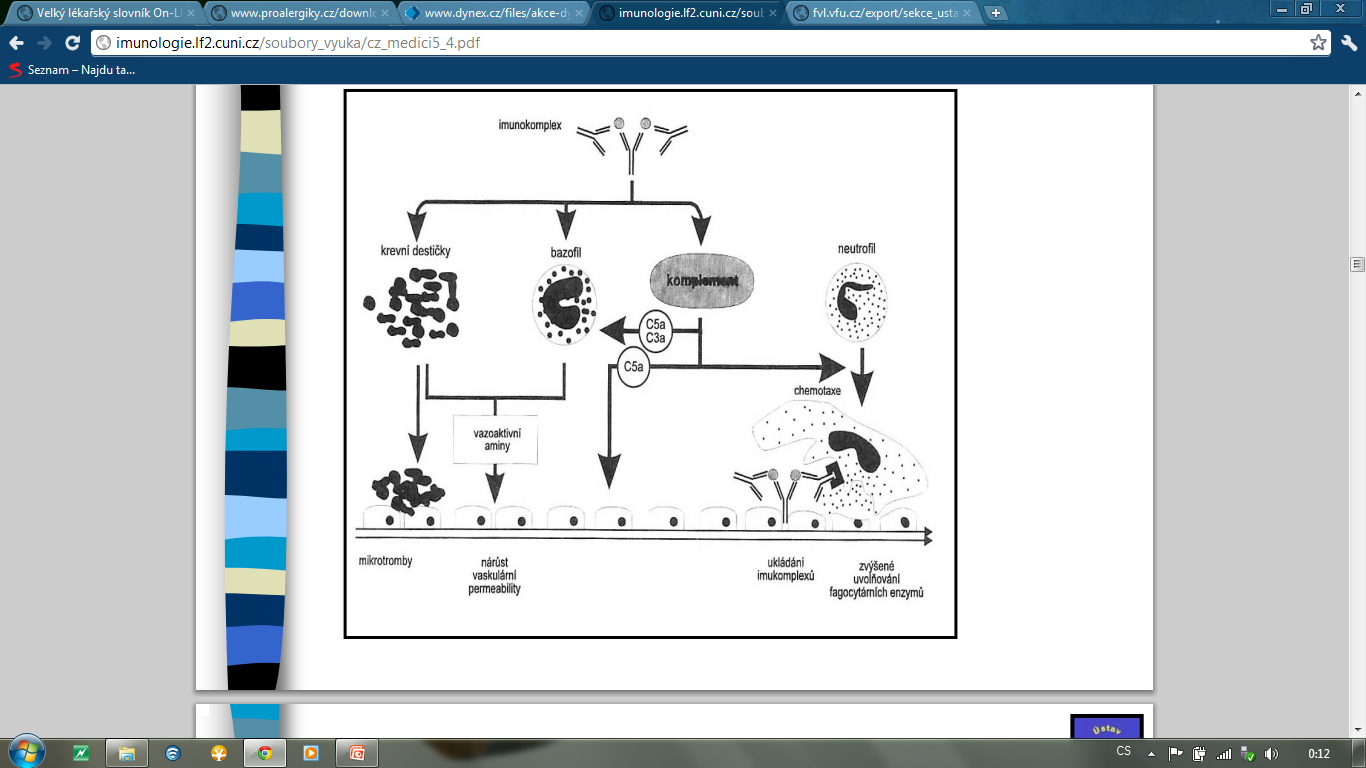 Velký lékařský slovník On-Li
www.proalergiky.cz/downlo
www.dynex.cz/files/akce-dy
imunologie.lf2.cuni.cz/soub
fvl.vfu.cz/export/sekce_usta
imunologie.lf2.cuni.cz/soubory_vyuka/cz_medici5_4.pdf
Seznam – Najdu ta...
imunokomplex
krevní destičky
bazofil
komplement
neutrofil
C5a
C3a
C5a
chemotaxe
vazoaktivní
aminy
mikrotromby
nárůst
vaskulární
permeability
ukládání
imukomplexů
zvýšené
uvolňování
fagocytárních enzymů
Ústav
CS
0:12